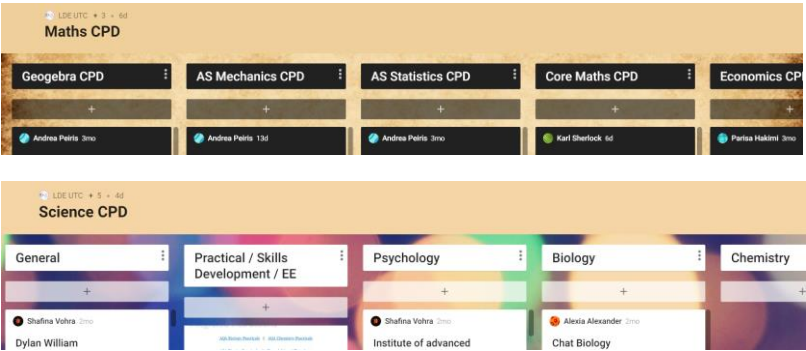 LDE UTC + 3 • 6d
Maths CPD
Geogebra CPD
AS Mechanics CPD
AS Statistics CPD
Core Maths CPD
Economics CP
+ + + + +
Andrea Peiris 3mo
Andrea Peiris 13d
Andrea Peiris 3mo
Karl Sherlock 6d
Parisa Hakimi 3mo
LDE UTC + 5 • 4d
Science CPD
General
Practical / Skills
Development / EE
Psychology
Biology
Chemistry
+ + + + +
Shafina Vohra 2mo
Dylan William
Shafina Vohra 2mo
Institute of advanced
Alexia Alexander 2mo
Chat Biology